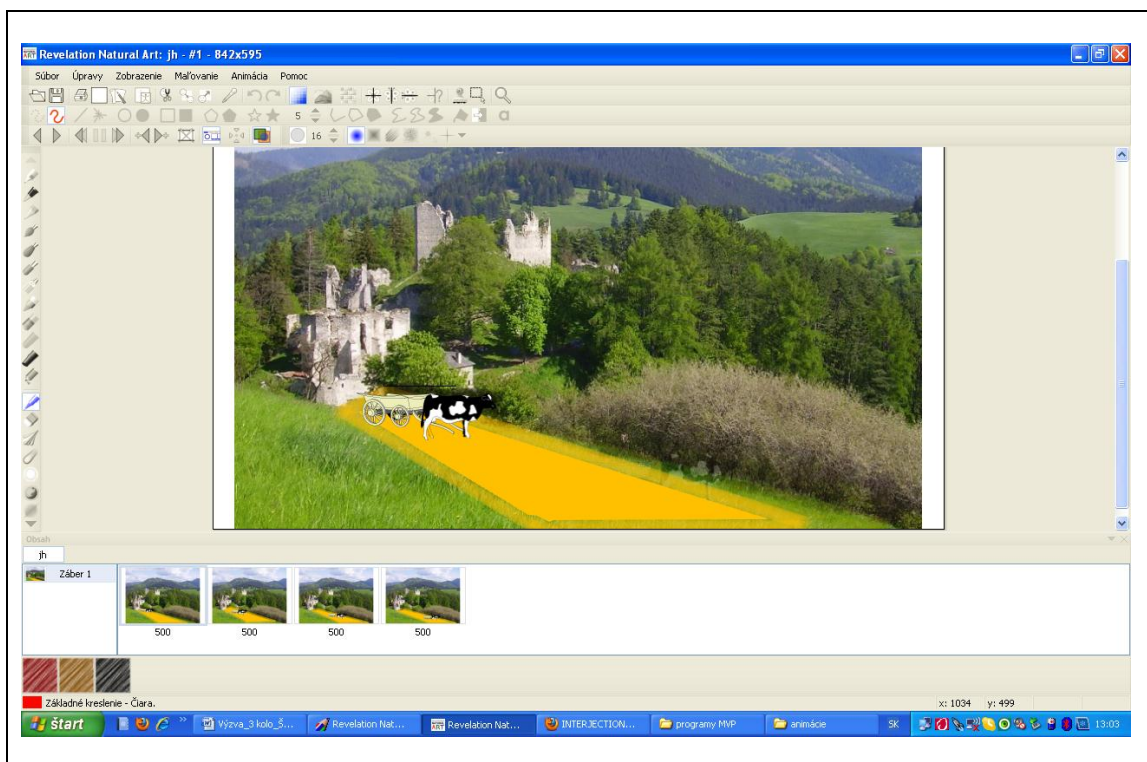 Revelation Natural Art: jh - #1 - 842x595
Súbor Úpravy Zobrazenie Maľovanie Animácia Pomoc
5
16
Obsah
jh
Záber 1
500 500 500 500
Základné kreslenie - Čiara.
x: 1034 y: 499
štart Výzva_3 kolo_Š... Revelation Nat... Revelation Nat... INTERJECTION... programy MVP animácie SK 13:03